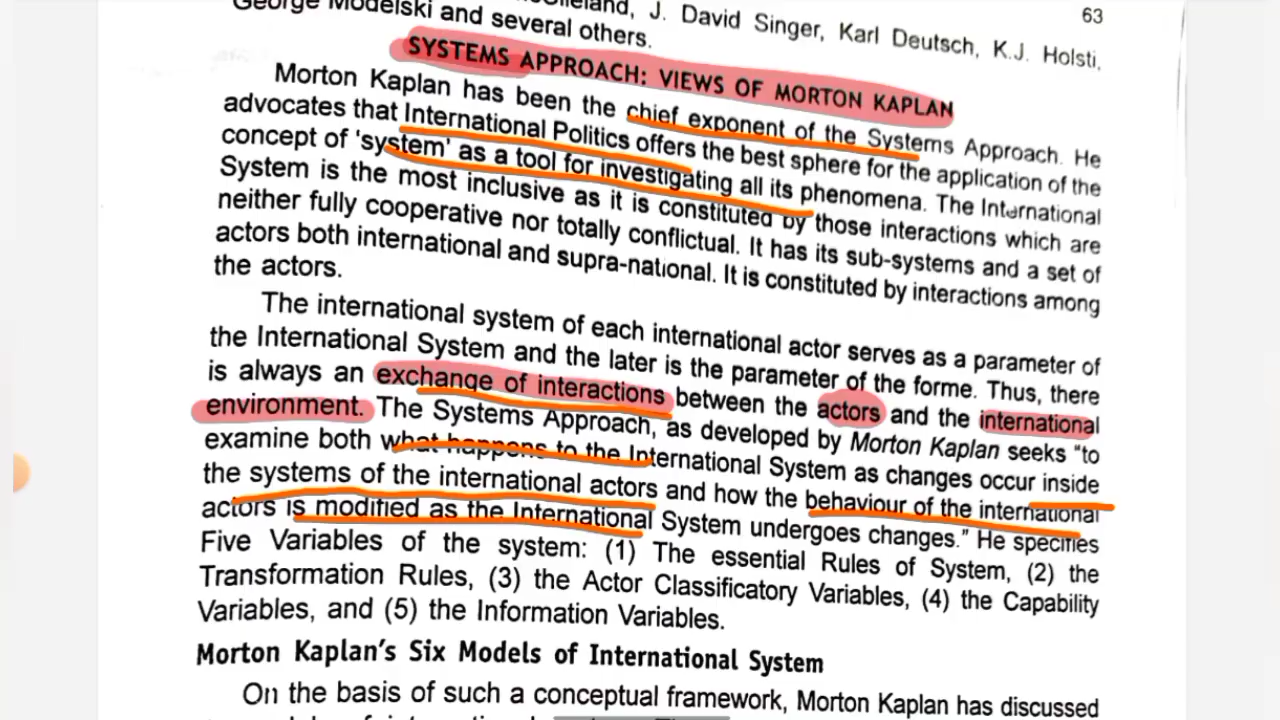 63
J. David Singer, Karl Deutsch, K.J. Holsti,
George Modelski and several others.
SYSTEMS APPROACH: VIEWS OF MORTON KAPLAN
Morton Kaplan has been the chief exponent of the Systems Approach. He
advocates that International Politics offers the best sphere for the application of the
concept of 'system' as a tool for investigating all its phenomena. The International
System is the most inclusive as it is constituted by those interactions which are
neither fully cooperative nor totally conflictual. It has its sub-systems and a set of
actors both international and supra-national. It is constituted by interactions among
the actors.
The international system of each international actor serves as a parameter of
the International System and the later is the parameter of the forme. Thus, there
is always an exchange of interactions between the actors and the international
environment. The Systems Approach, as developed by Morton Kaplan seeks "to
examine both what happens to the International System as changes occur inside
the systems of the international actors and how the behaviour of the international
actors is modified as the International System undergoes changes." He specifies
Five Variables of the system: (1) The essential Rules of System, (2) the
Transformation Rules, (3) the Actor Classificatory Variables, (4) the Capability
Variables, and (5) the Information Variables.
Morton Kaplan's Six Models of International System
On the basis of such a conceptual framework, Morton Kaplan has discussed